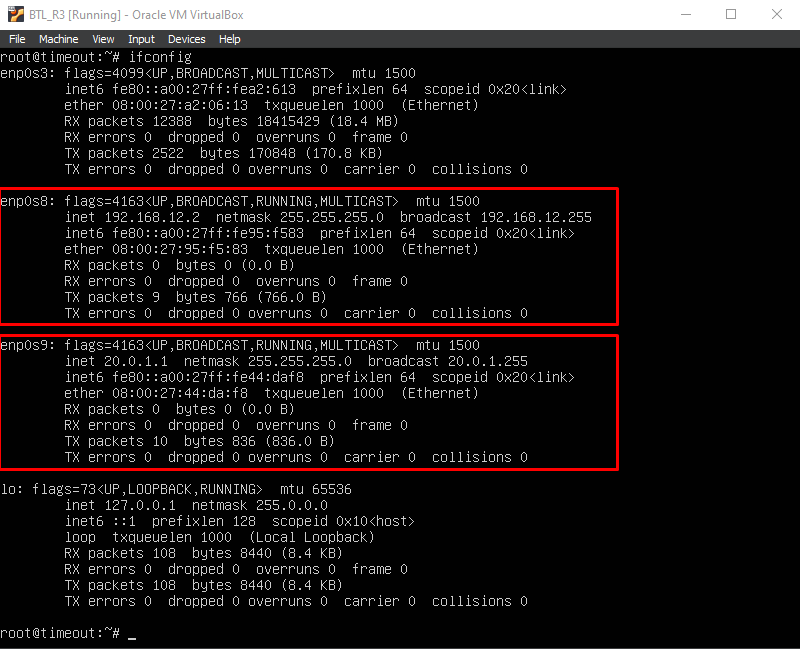 BTL_R3 [Running] - Oracle VM VirtualBox
File Machine View Input Devices Help
root@timeout:~# ifconfig
enp0s3: flags=4099<UP,BROADCAST,MULTICAST>  mtu 1500
        inet6 fe80::a00:27ff:fea2:613  prefixlen 64  scopeid 0x20<link>
        ether 08:00:27:a2:06:13  txqueuelen 1000  (Ethernet)
        RX packets 12388  bytes 18415429 (18.4 MB)
        RX errors 0  dropped 0  overruns 0  frame 0
        TX packets 2522  bytes 170848 (170.8 KB)
        TX errors 0  dropped 0 overruns 0  carrier 0  collisions 0
enp0s8: flags=4163<UP,BROADCAST,RUNNING,MULTICAST>  mtu 1500
        inet 192.168.12.2  netmask 255.255.255.0  broadcast 192.168.12.255
        inet6 fe80::a00:27ff:fe95:f583  prefixlen 64  scopeid 0x20<link>
        ether 08:00:27:95:f5:83  txqueuelen 1000  (Ethernet)
        RX packets 0  bytes 0 (0.0 B)
        RX errors 0  dropped 0  overruns 0  frame 0
        TX packets 9  bytes 766 (766.0 B)
        TX errors 0  dropped 0 overruns 0  carrier 0  collisions 0
enp0s9: flags=4163<UP,BROADCAST,RUNNING,MULTICAST>  mtu 1500
        inet 20.0.1.1  netmask 255.255.255.0  broadcast 20.0.1.255
        inet6 fe80::a00:27ff:fe44:daf8  prefixlen 64  scopeid 0x20<link>
        ether 08:00:27:44:da:f8  txqueuelen 1000  (Ethernet)
        RX packets 0  bytes 0 (0.0 B)
        RX errors 0  dropped 0  overruns 0  frame 0
        TX packets 10  bytes 836 (836.0 B)
        TX errors 0  dropped 0 overruns 0  carrier 0  collisions 0
lo: flags=73<UP,LOOPBACK,RUNNING>  mtu 65536
        inet 127.0.0.1  netmask 255.0.0.0
        inet6 ::1  prefixlen 128  scopeid 0x10<host>
        loop  txqueuelen 1000  (Local Loopback)
        RX packets 108  bytes 8440 (8.4 KB)
        RX errors 0  dropped 0  overruns 0  frame 0
        TX packets 108  bytes 8440 (8.4 KB)
        TX errors 0  dropped 0 overruns 0  carrier 0  collisions 0
root@timeout:~# _